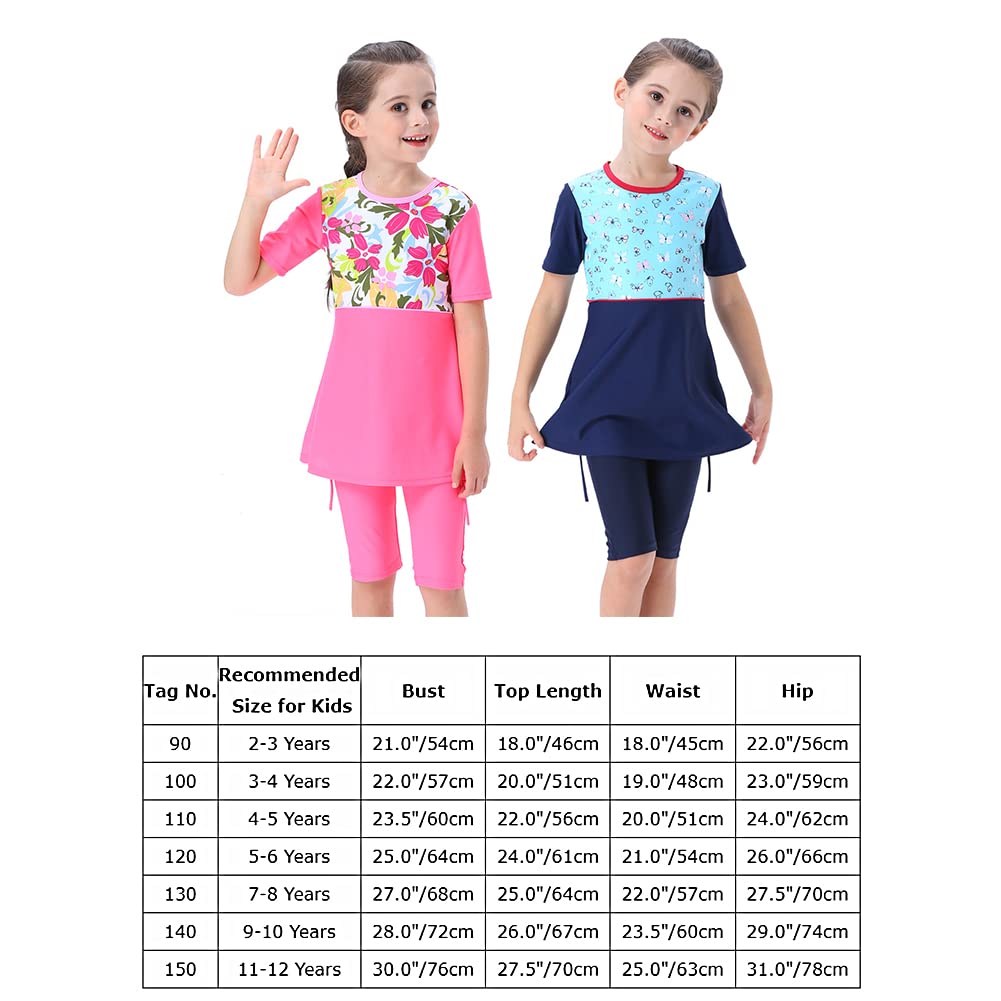 Tag No. Recommended Size for Kids Bust Top Length Waist Hip
90 2-3 Years 21.0"/54cm 18.0"/46cm 18.0"/45cm 22.0"/56cm
100 3-4 Years 22.0"/57cm 20.0"/51cm 19.0"/48cm 23.0"/59cm
110 4-5 Years 23.5"/60cm 22.0"/56cm 20.0"/51cm 24.0"/62cm
120 5-6 Years 25.0"/64cm 24.0"/61cm 21.0"/54cm 26.0"/66cm
130 7-8 Years 27.0"/68cm 25.0"/64cm 22.0"/57cm 27.5"/70cm
140 9-10 Years 28.0"/72cm 26.0"/67cm 23.5"/60cm 29.0"/74cm
150 11-12 Years 30.0"/76cm 27.5"/70cm 25.0"/63cm 31.0"/78cm